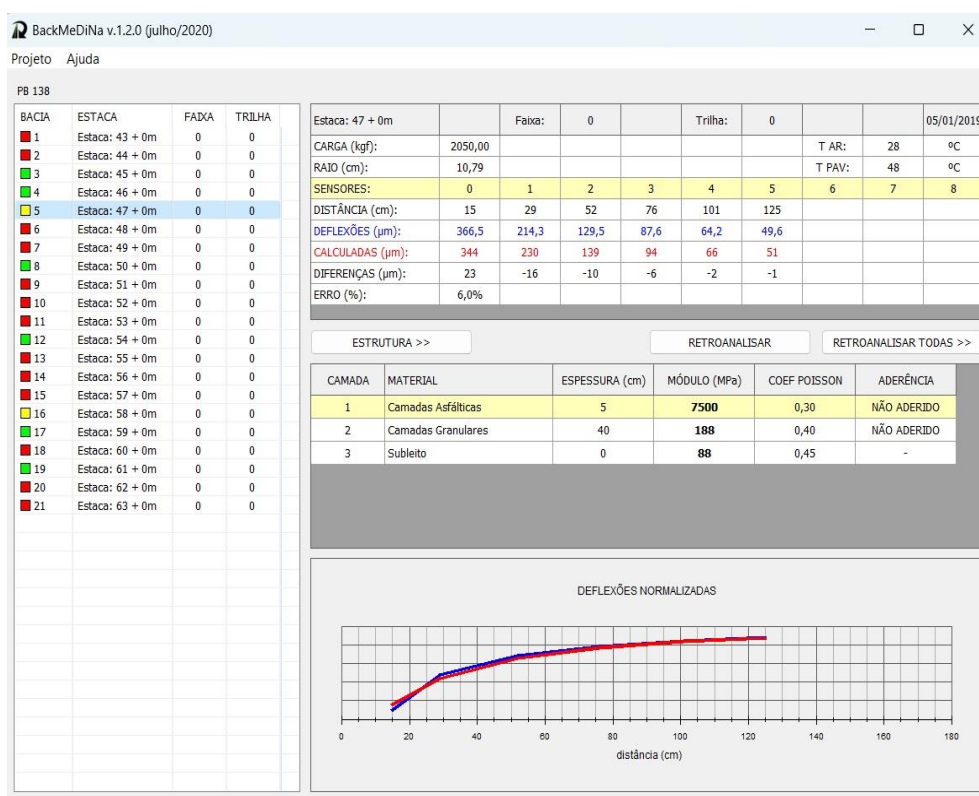 BackMeDiNa v.1.2.0 (julho/2020)
Projeto Ajuda
PB 138
BACIA ESTACA FAIXA TRILHA
1 Estaca: 43 + 0m 0 0
2 Estaca: 44 + 0m 0 0
3 Estaca: 45 + 0m 0 0
4 Estaca: 46 + 0m 0 0
5 Estaca: 47 + 0m 0 0
6 Estaca: 48 + 0m 0 0
7 Estaca: 49 + 0m 0 0
8 Estaca: 50 + 0m 0 0
9 Estaca: 51 + 0m 0 0
10 Estaca: 52 + 0m 0 0
11 Estaca: 53 + 0m 0 0
12 Estaca: 54 + 0m 0 0
13 Estaca: 55 + 0m 0 0
14 Estaca: 56 + 0m 0 0
15 Estaca: 57 + 0m 0 0
16 Estaca: 58 + 0m 0 0
17 Estaca: 59 + 0m 0 0
18 Estaca: 60 + 0m 0 0
19 Estaca: 61 + 0m 0 0
20 Estaca: 62 + 0m 0 0
21 Estaca: 63 + 0m 0 0
Estaca: 47 + 0m Faixa: 0 Trilha: 0 05/01/2019
CARGA (kgf): 2050,00 T AR: 28 ºC
RAIO (cm): 10,79 T PAV: 48 ºC
SENSORES: 0 1 2 3 4 5 6 7 8
DISTÂNCIA (cm): 15 29 52 76 101 125
DEFLEXÕES (µm): 366,5 214,3 129,5 87,6 64,2 49,6
CALCULADAS (µm): 344 230 139 94 66 51
DIFERENÇAS (µm): 23 -16 -10 -6 -2 -1
ERRO (%): 6,0%
ESTRUTURA >> RETROANALISAR RETROANALISAR TODAS >>
CAMADA MATERIAL ESPESSURA (cm) MÓDULO (MPa) COEF POISSON ADERÊNCIA
1 Camadas Asfálticas 5 7500 0,30 NÃO ADERIDO
2 Camadas Granulares 40 188 0,40 NÃO ADERIDO
3 Subleito 0 88 0,45 -
DEFLEXÕES NORMALIZADAS
0 20 40 60 80 100 120 140 160 180
distância (cm)